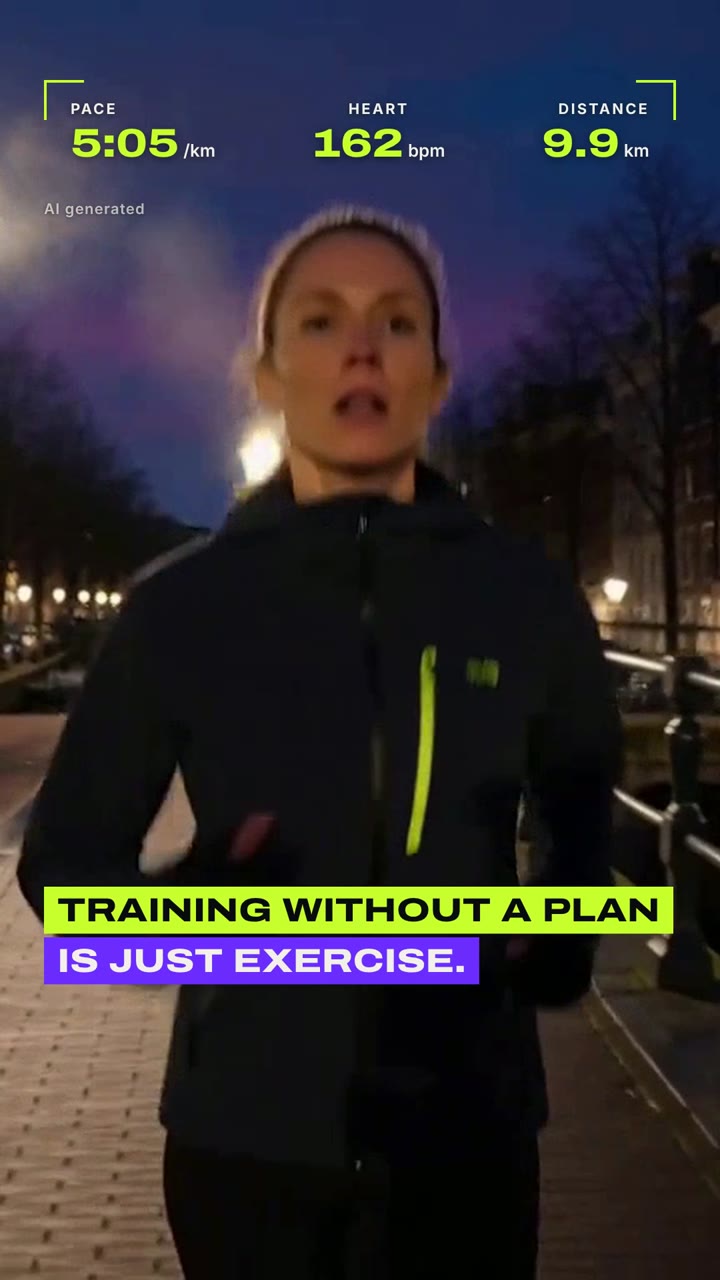 PACE HEART DISTANCE
5:05 /km 162 bpm 9.9 km
AI generated
TRAINING WITHOUT A PLAN
IS JUST EXERCISE.